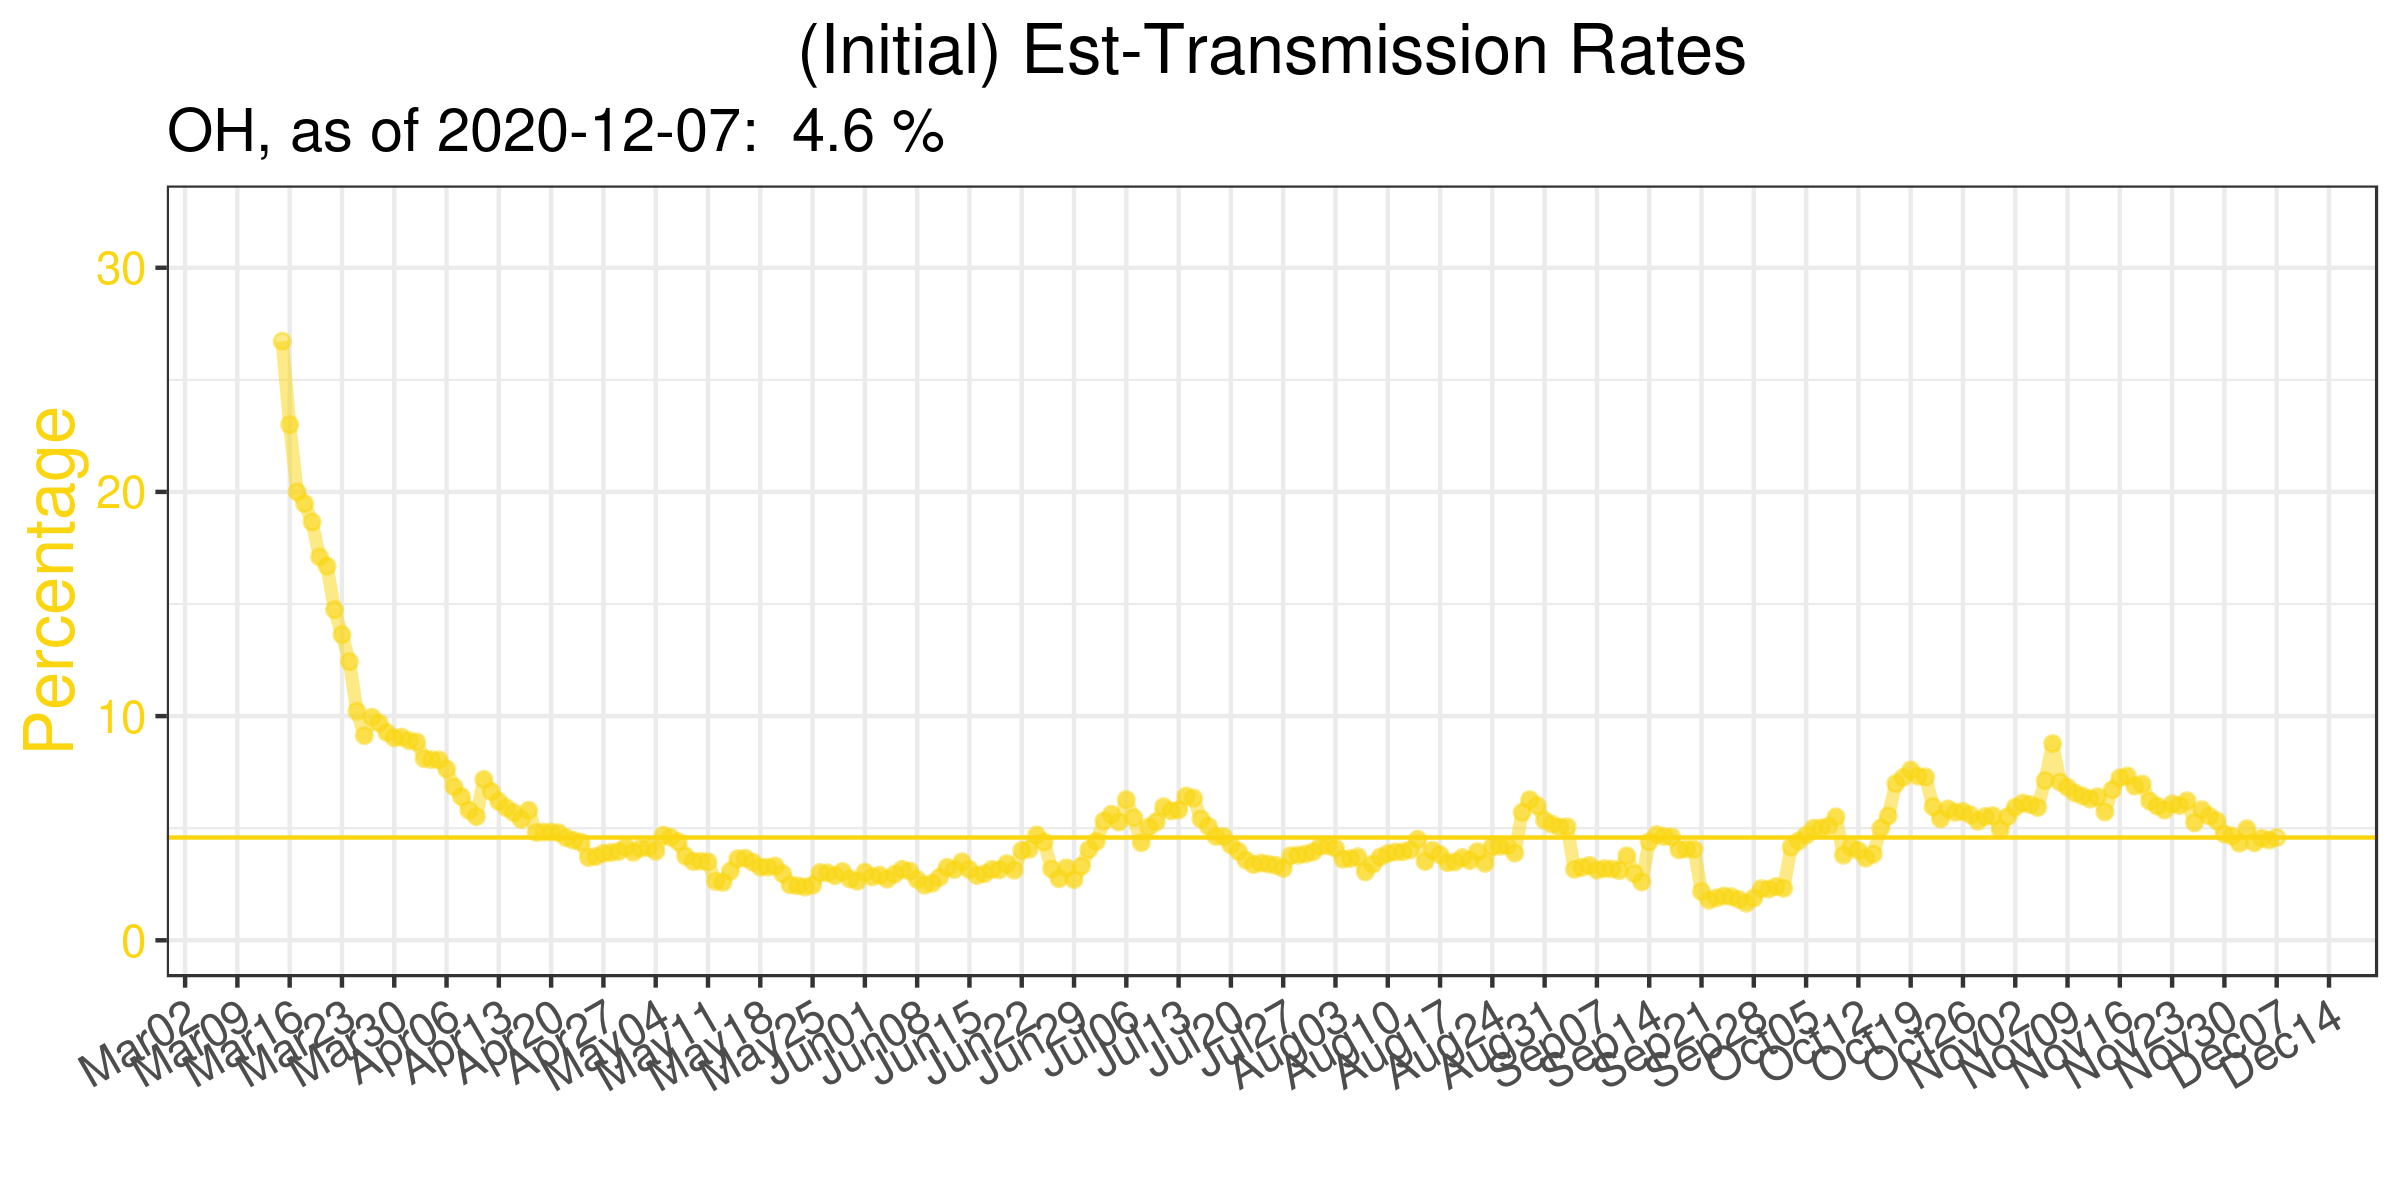 (Initial) Est-Transmission Rates
OH, as of 2020-12-07:  4.6 %
Percentage
30
20
10
0
Mar02
Mar09
Mar16
Mar23
Mar30
Apr06
Apr13
Apr20
Apr27
May04
May11
May18
May25
Jun01
Jun08
Jun15
Jun22
Jun29
Jul06
Jul13
Jul20
Jul27
Aug03
Aug10
Aug17
Aug24
Aug31
Sep07
Sep14
Sep21
Sep28
Oct05
Oct12
Oct19
Oct26
Nov02
Nov09
Nov16
Nov23
Nov30
Dec07
Dec14